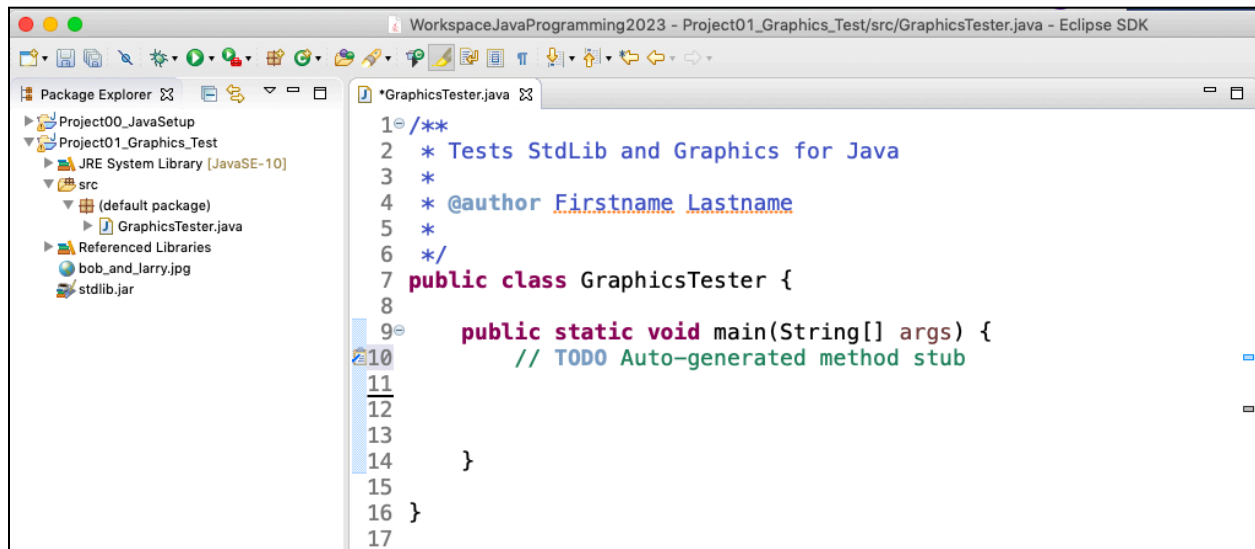 WorkspaceJavaProgramming2023 - Project01_Graphics_Test/src/GraphicsTester.java - Eclipse SDK
Package Explorer
Project00_JavaSetup
Project01_Graphics_Test
JRE System Library [JavaSE-10]
src
(default package)
GraphicsTester.java
Referenced Libraries
bob_and_larry.jpg
stdlib.jar
*GraphicsTester.java
1 /**
2 * Tests StdLib and Graphics for Java
3 *
4 * @author Firstname Lastname
5 *
6 */
7 public class GraphicsTester {
8
9 public static void main(String[] args) {
10 // TODO Auto-generated method stub
11
12
13
14 }
15
16 }
17